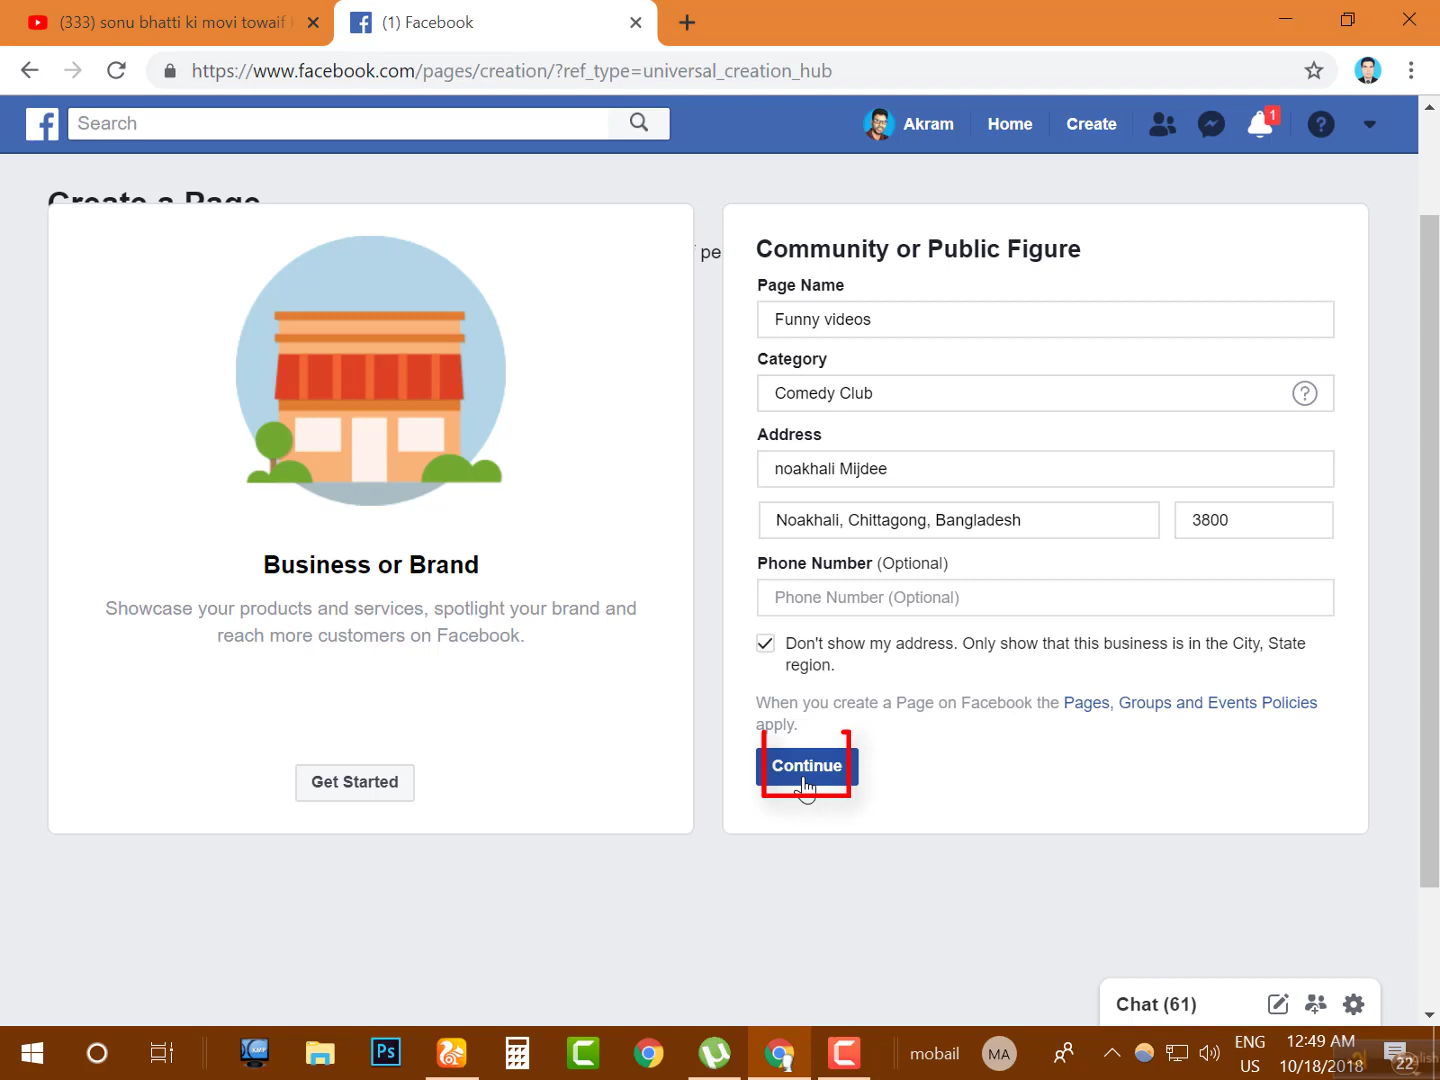 (333) sonu bhatti ki movi towaif
(1) Facebook
https://www.facebook.com/pages/creation/?ref_type=universal_creation_hub
Search
Akram
Home
Create
1
?
Create a Page
pe
Business or Brand
Showcase your products and services, spotlight your brand and
reach more customers on Facebook.
Get Started
Community or Public Figure
Page Name
Funny videos
Category
Comedy Club
?
Address
noakhali Mijdee
Noakhali, Chittagong, Bangladesh
3800
Phone Number (Optional)
Phone Number (Optional)
Don't show my address. Only show that this business is in the City, State
region.
When you create a Page on Facebook the Pages, Groups and Events Policies
apply.
Continue
Chat (61)
Ps
mobail
MA
ENG
US
12:49 AM
10/18/2018
22